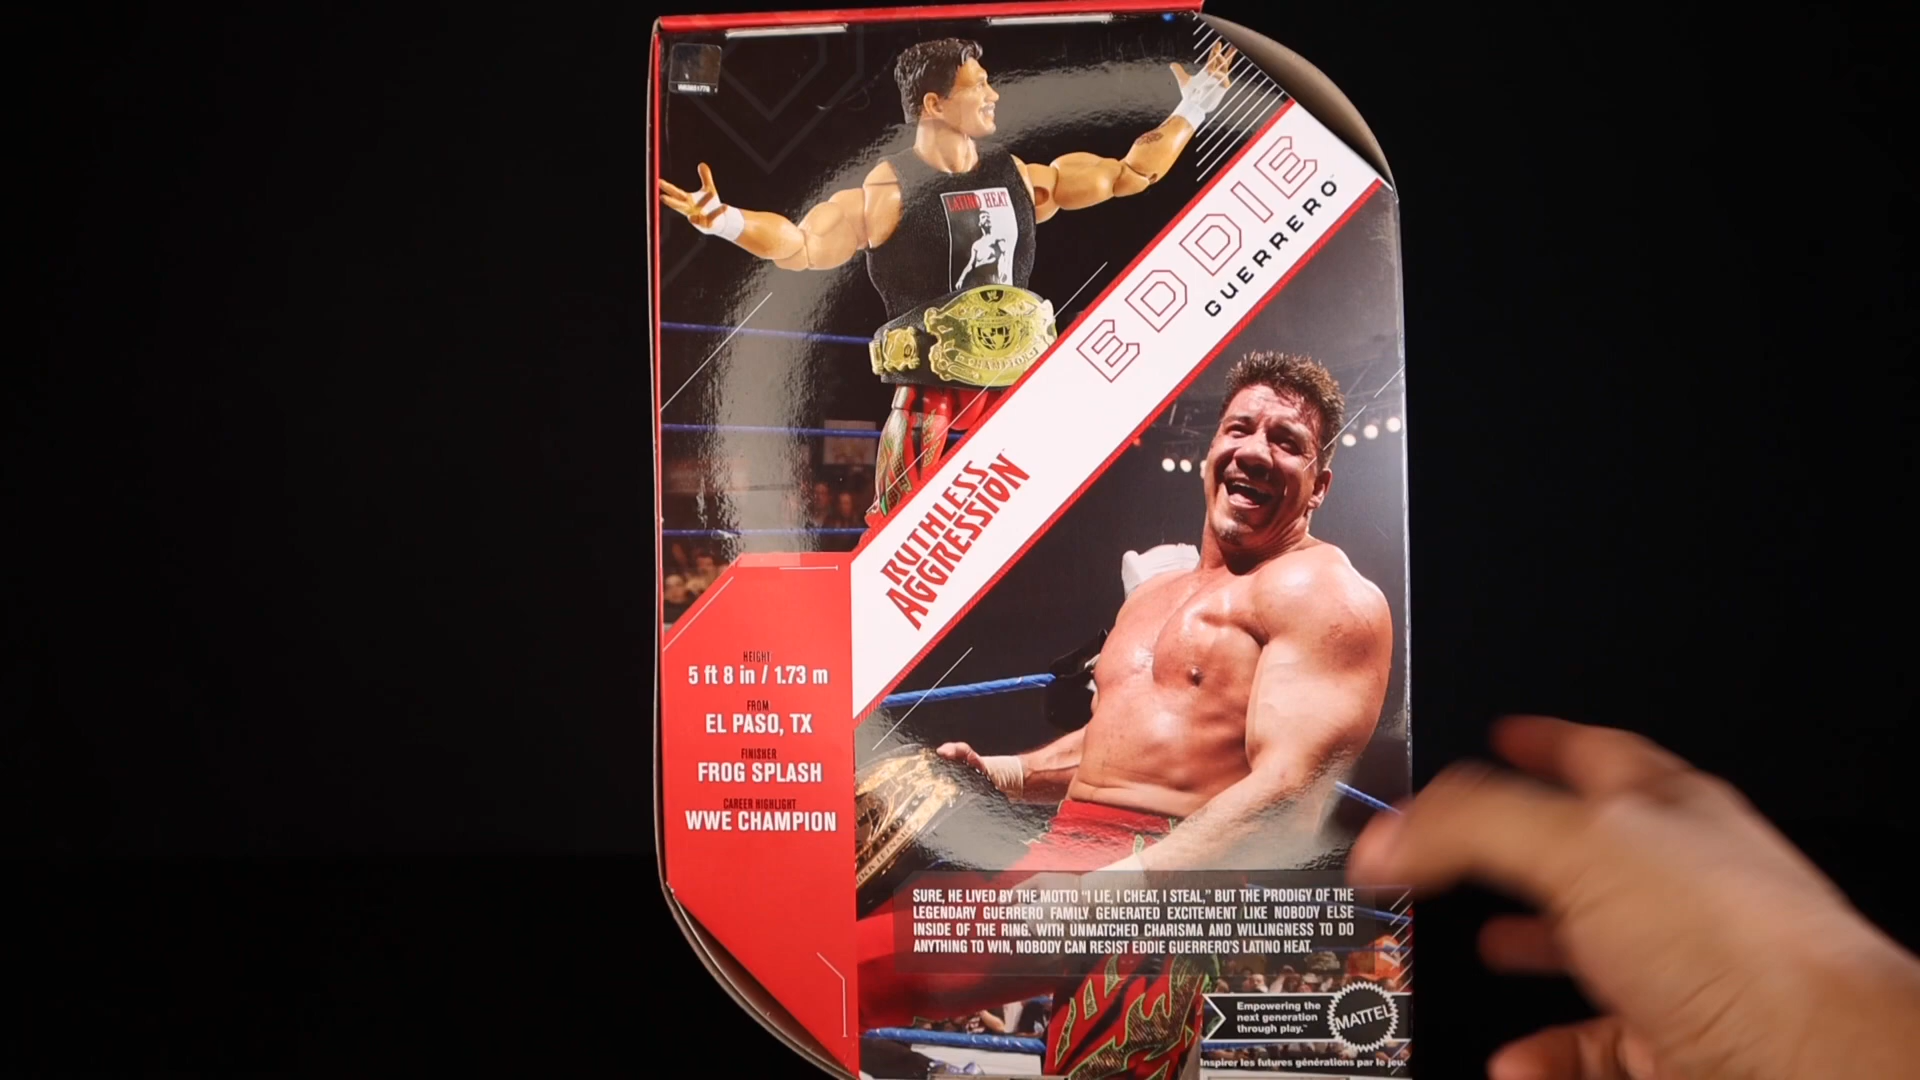 LATINO HEAT
CHAMPION
EDDIE
GUERRERO™
RUTHLESS
AGGRESSION™
HEIGHT
5 ft 8 in / 1.73 m
FROM
EL PASO, TX
FINISHER
FROG SPLASH
CAREER HIGHLIGHT
WWE CHAMPION
SURE, HE LIVED BY THE MOTTO “I LIE, I CHEAT, I STEAL,” BUT THE PRODIGY OF THE
LEGENDARY GUERRERO FAMILY GENERATED EXCITEMENT LIKE NOBODY ELSE
INSIDE OF THE RING. WITH UNMATCHED CHARISMA AND WILLINGNESS TO DO
ANYTHING TO WIN, NOBODY CAN RESIST EDDIE GUERRERO’S LATINO HEAT.
Empowering the
next generation
through play.™
MATTEL
Inspirer les futures générations par le jeu.